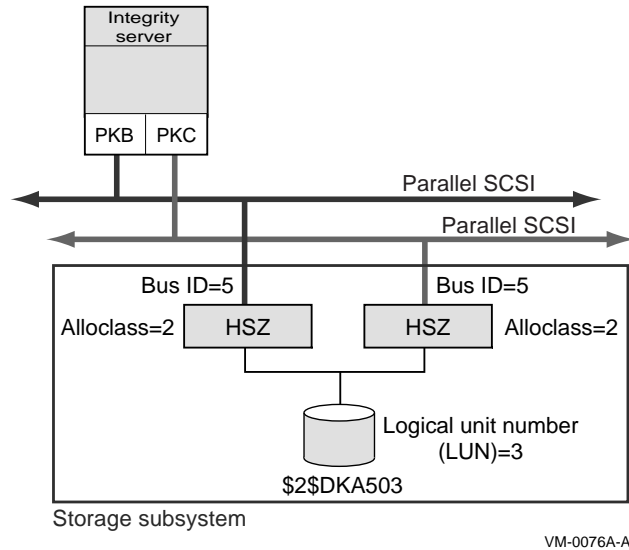 Integrity
server
PKB PKC
Parallel SCSI
Parallel SCSI
Bus ID=5 Bus ID=5
Alloclass=2 HSZ HSZ Alloclass=2
Logical unit number
(LUN)=3
$2$DKA503
Storage subsystem
VM-0076A-A